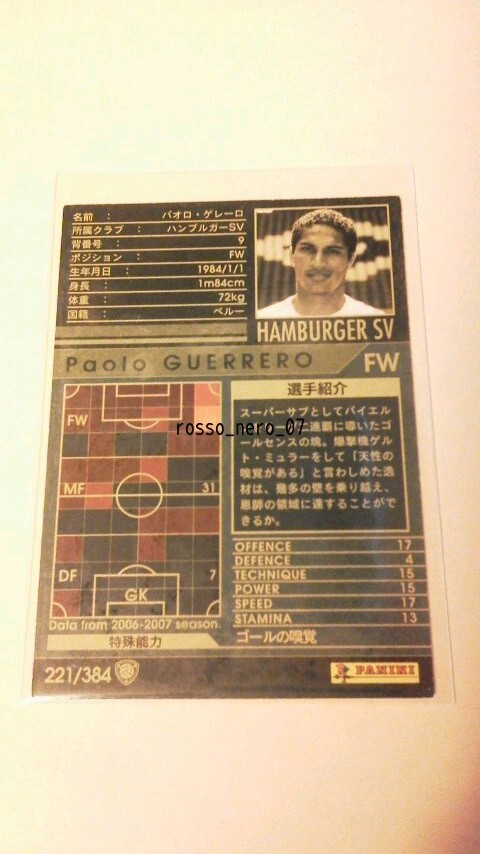 名前 : パオロ・ゲレーロ
所属クラブ : ハンブルガーSV
背番号 : 9
ポジション : FW
生年月日 : 1984/1/1
身長 : 1m84cm
体重 : 72kg
国籍 : ペルー
HAMBURGER SV
Paolo GUERRERO FW
選手紹介
スーパーサブとしてバイエル
連覇に導いたゴ
ールセンスの塊。爆撃機ゲル
ト・ミュラーをして「天性の
嗅覚がある」と言わしめた逸
材は、幾多の壁を乗り越え、
恩師の領域に達することがで
きるか。
rosso_nero_07
FW
MF 31
DF 7
GK
Data from 2006-2007 season.
特殊能力
ゴールの嗅覚
OFFENCE 17
DEFENCE 4
TECHNIQUE 15
POWER 15
SPEED 17
STAMINA 13
221/384
PANINI